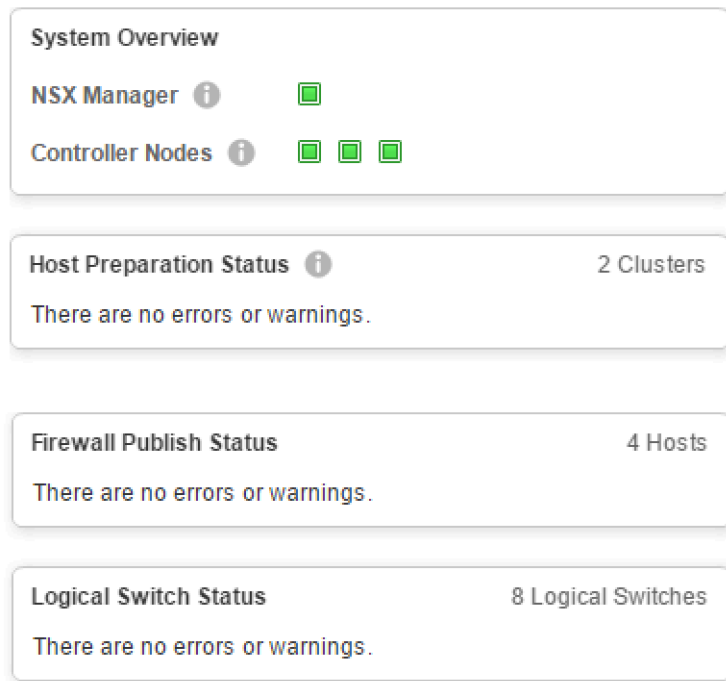 System Overview
NSX Manager
Controller Nodes
Host Preparation Status 2 Clusters
There are no errors or warnings.
Firewall Publish Status 4 Hosts
There are no errors or warnings.
Logical Switch Status 8 Logical Switches
There are no errors or warnings.